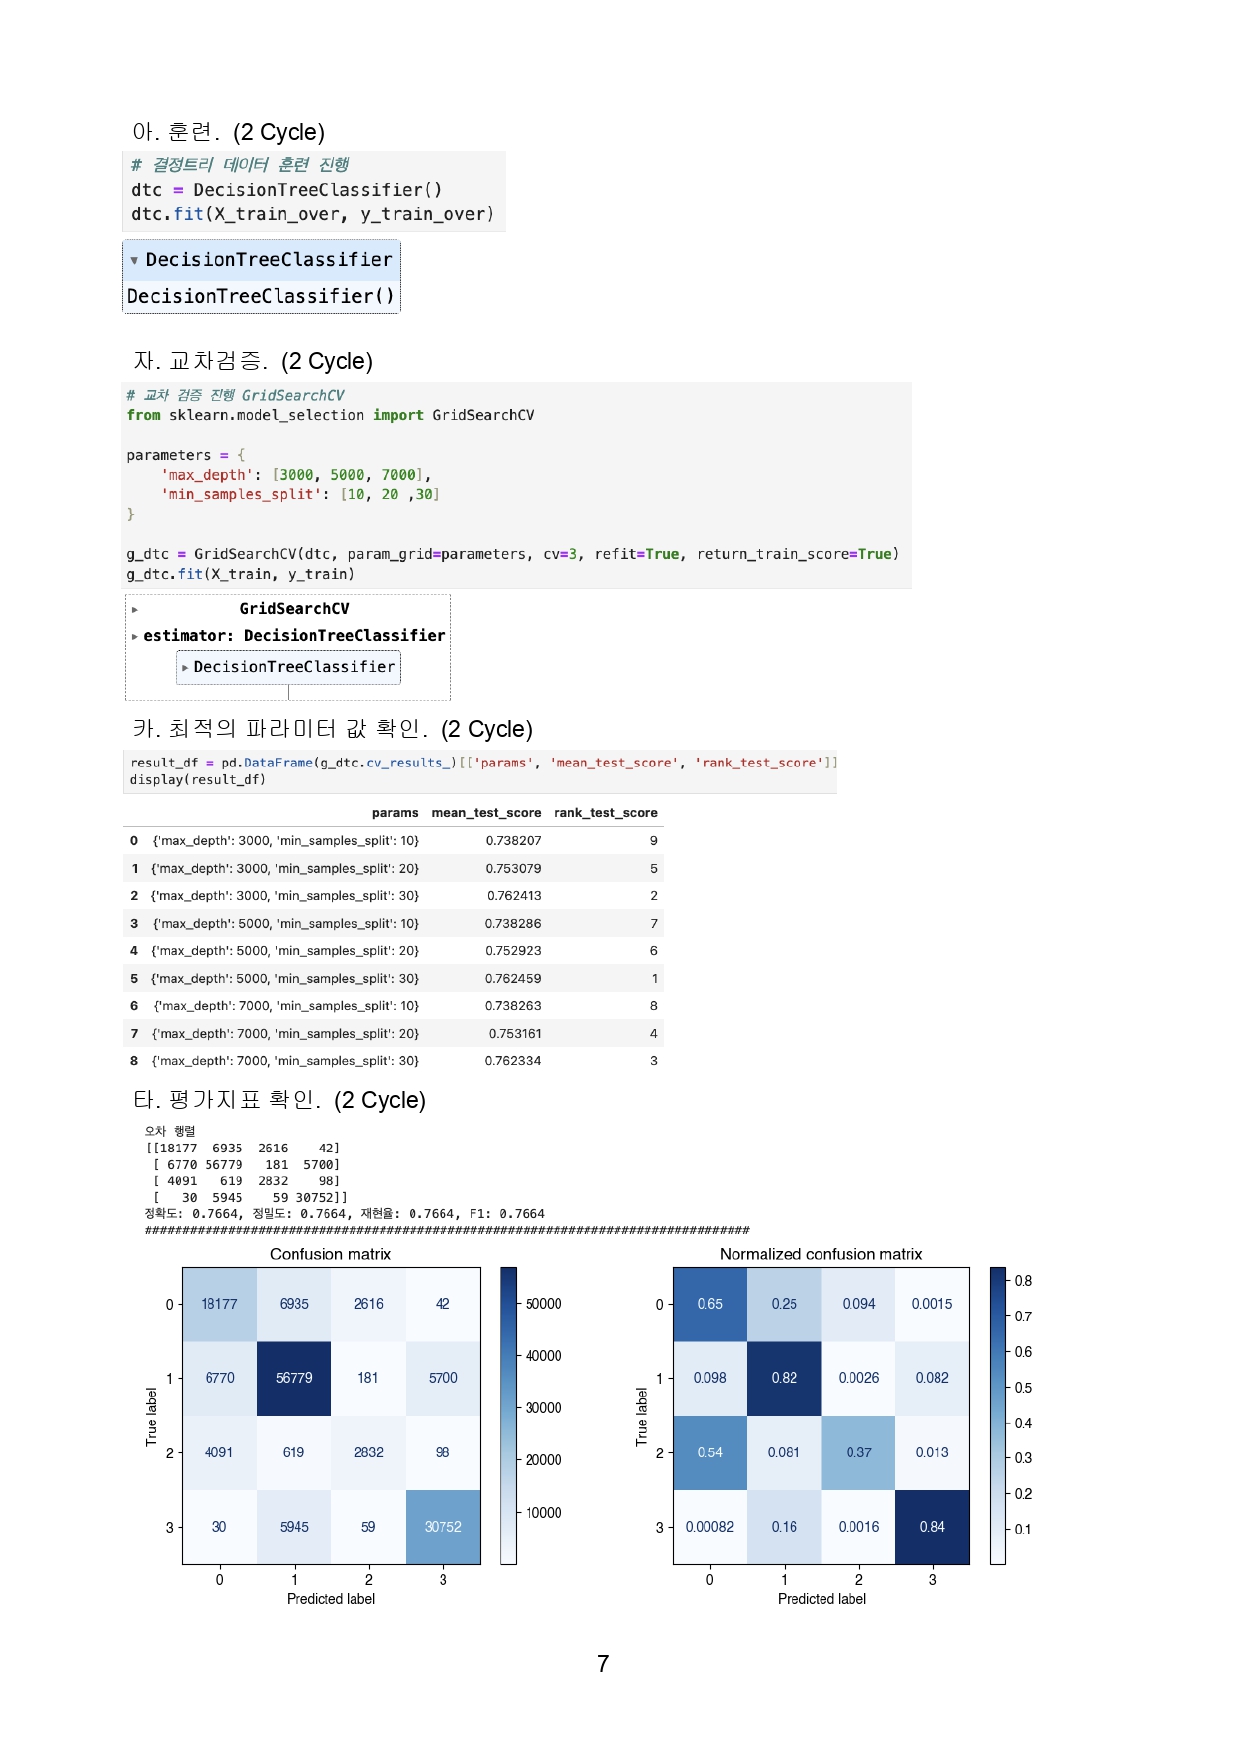 아. 훈련. (2 Cycle)
# 결정트리 데이터 훈련 진행
dtc = DecisionTreeClassifier()
dtc.fit(X_train_over, y_train_over)
▾ DecisionTreeClassifier
DecisionTreeClassifier()
자. 교차검증. (2 Cycle)
# 교차 검증 진행 GridSearchCV
from sklearn.model_selection import GridSearchCV
parameters = {
    'max_depth': [3000, 5000, 7000],
    'min_samples_split': [10, 20 ,30]
}
g_dtc = GridSearchCV(dtc, param_grid=parameters, cv=3, refit=True, return_train_score=True)
g_dtc.fit(X_train, y_train)
▸ GridSearchCV
▸ estimator: DecisionTreeClassifier
▸ DecisionTreeClassifier
카. 최적의 파라미터 값 확인. (2 Cycle)
result_df = pd.DataFrame(g_dtc.cv_results_)[['params', 'mean_test_score', 'rank_test_score']]
display(result_df)
params mean_test_score rank_test_score
0 {'max_depth': 3000, 'min_samples_split': 10} 0.738207 9
1 {'max_depth': 3000, 'min_samples_split': 20} 0.753079 5
2 {'max_depth': 3000, 'min_samples_split': 30} 0.762413 2
3 {'max_depth': 5000, 'min_samples_split': 10} 0.738286 7
4 {'max_depth': 5000, 'min_samples_split': 20} 0.752923 6
5 {'max_depth': 5000, 'min_samples_split': 30} 0.762459 1
6 {'max_depth': 7000, 'min_samples_split': 10} 0.738263 8
7 {'max_depth': 7000, 'min_samples_split': 20} 0.753161 4
8 {'max_depth': 7000, 'min_samples_split': 30} 0.762334 3
타. 평가지표 확인. (2 Cycle)
오차 행렬
[[18177  6935  2616    42]
 [ 6770 56779   181  5700]
 [ 4091   619  2832    98]
 [   30  5945    59 30752]]
정확도: 0.7664, 정밀도: 0.7664, 재현율: 0.7664, F1: 0.7664
################################################################################
Confusion matrix
0 18177 6935 2616 42
1 6770 56779 181 5700
2 4091 619 2832 98
3 30 5945 59 30752
0 1 2 3
True label
Predicted label
50000
40000
30000
20000
10000
Normalized confusion matrix
0 0.65 0.25 0.094 0.0015
1 0.098 0.82 0.0026 0.082
2 0.54 0.081 0.37 0.013
3 0.00082 0.16 0.0016 0.84
0 1 2 3
True label
Predicted label
0.8
0.7
0.6
0.5
0.4
0.3
0.2
0.1
7